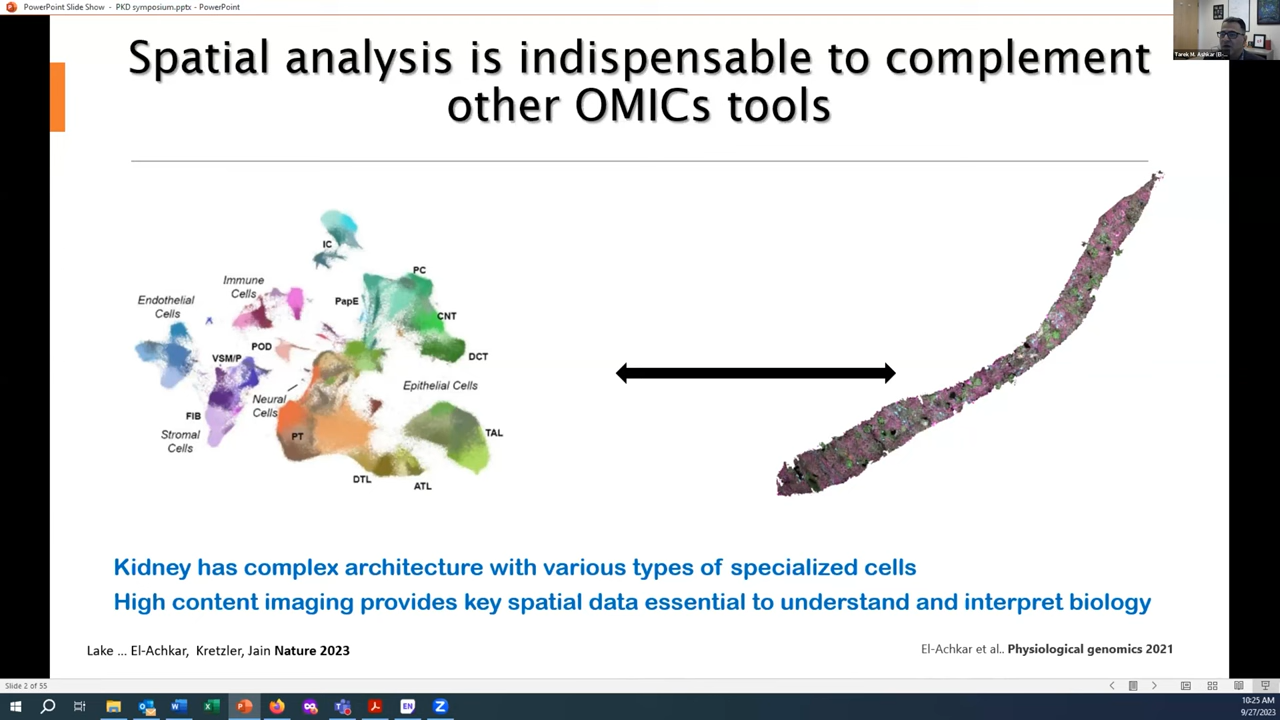 PowerPoint Slide Show - PKD symposium.pptx - PowerPoint
Tarek M. Ashkar (El-...
Spatial analysis is indispensable to complement
other OMICs tools
IC
PC
Immune
Cells
PapE
Endothelial
Cells
CNT
POD
DCT
VSM/P
Epithelial Cells
Neural
Cells
FIB
Stromal
Cells
PT
TAL
DTL
ATL
Kidney has complex architecture with various types of specialized cells
High content imaging provides key spatial data essential to understand and interpret biology
Lake ... El-Achkar, Kretzler, Jain Nature 2023
El-Achkar et al.. Physiological genomics 2021
Slide 2 of 55
EN
10:25 AM
9/27/2023